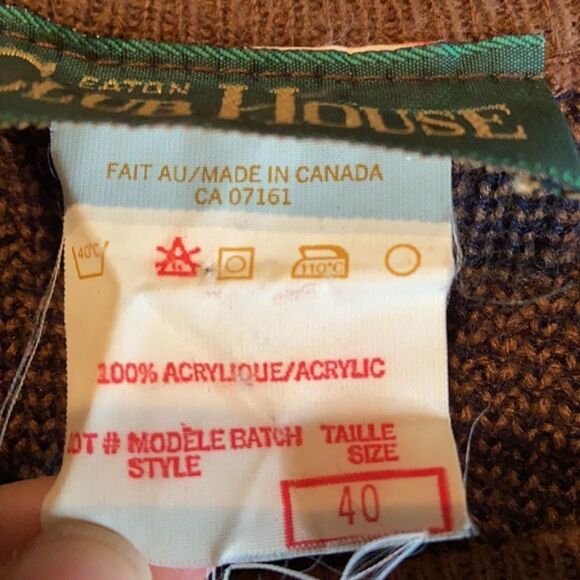 EATON
CLUB HOUSE
FAIT AU/MADE IN CANADA
CA 07161
40°C 110°C
100% ACRYLIQUE/ACRYLIC
LOT # MODÈLE BATCH TAILLE
STYLE SIZE
40